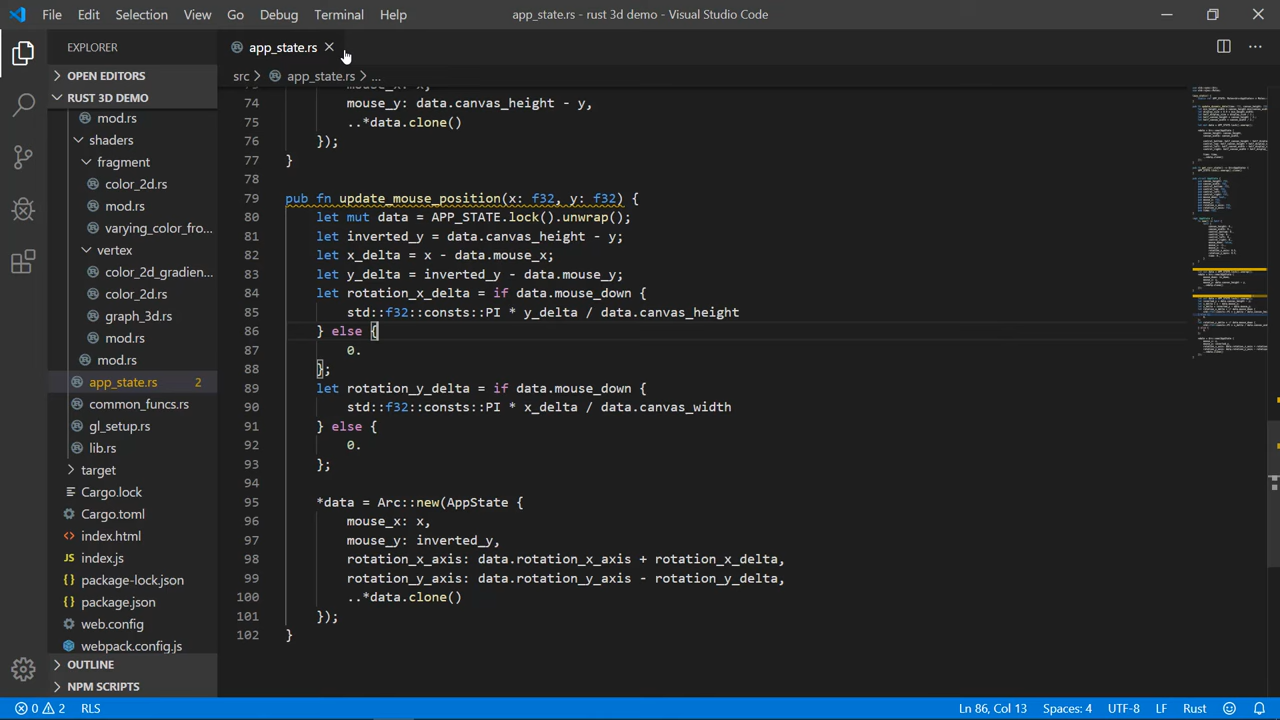 File Edit Selection View Go Debug Terminal Help
app_state.rs - rust 3d demo - Visual Studio Code
EXPLORER
OPEN EDITORS
RUST 3D DEMO
mod.rs
shaders
fragment
color_2d.rs
mod.rs
varying_color_fro...
vertex
color_2d_gradien...
color_2d.rs
graph_3d.rs
mod.rs
mod.rs
app_state.rs 2
common_funcs.rs
gl_setup.rs
lib.rs
target
Cargo.lock
Cargo.toml
index.html
index.js
package-lock.json
package.json
web.config
webpack.config.js
OUTLINE
NPM SCRIPTS
app_state.rs
src > app_state.rs > ...
74 mouse_y: data.canvas_height - y,
75 ..*data.clone()
76 });
77 }
78
79 pub fn update_mouse_position(x: f32, y: f32) {
80 let mut data = APP_STATE.lock().unwrap();
81 let inverted_y = data.canvas_height - y;
82 let x_delta = x - data.mouse_x;
83 let y_delta = inverted_y - data.mouse_y;
84 let rotation_x_delta = if data.mouse_down {
85 std::f32::consts::PI * y_delta / data.canvas_height
86 } else {
87 0.
88 };
89 let rotation_y_delta = if data.mouse_down {
90 std::f32::consts::PI * x_delta / data.canvas_width
91 } else {
92 0.
93 };
94
95 *data = Arc::new(AppState {
96 mouse_x: x,
97 mouse_y: inverted_y,
98 rotation_x_axis: data.rotation_x_axis + rotation_x_delta,
99 rotation_y_axis: data.rotation_y_axis - rotation_y_delta,
100 ..*data.clone()
101 });
102 }
0 2 RLS
Ln 86, Col 13 Spaces: 4 UTF-8 LF Rust